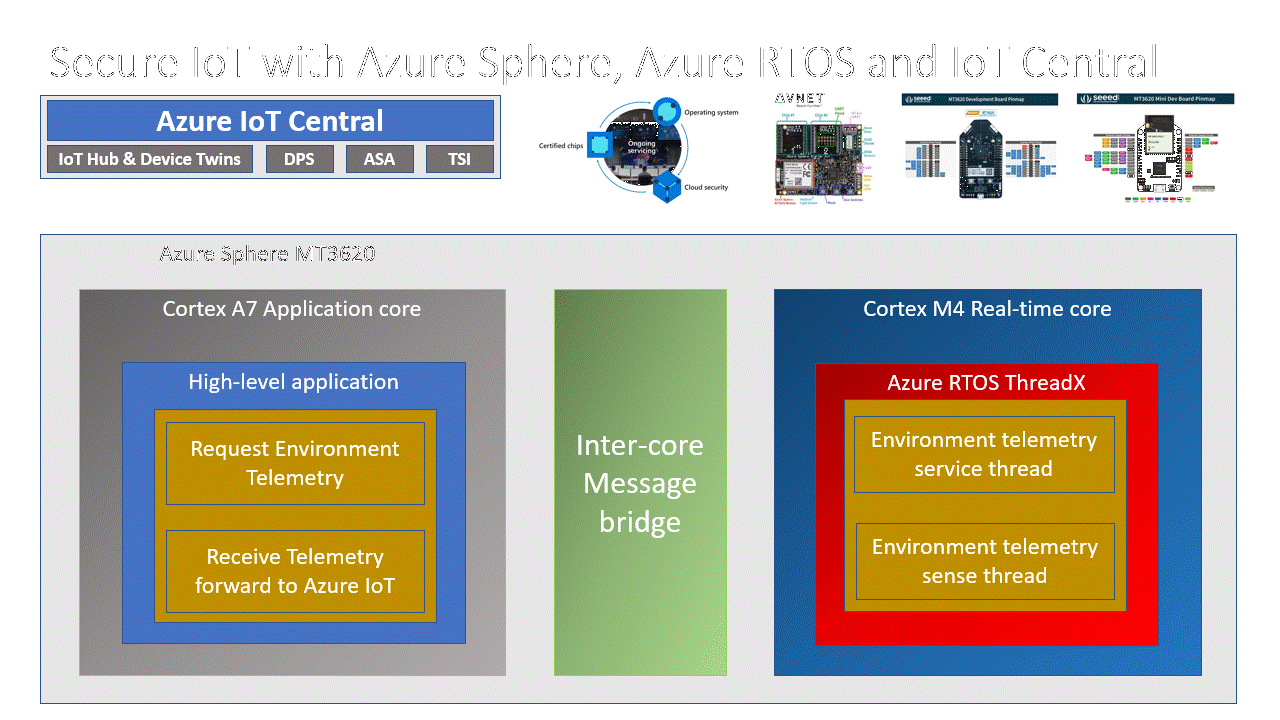 Secure IoT with Azure Sphere, Azure RTOS and IoT Central
Azure IoT Central
IoT Hub & Device Twins
DPS
ASA
TSI
Operating system
Certified chips
Ongoing
servicing
Cloud security
AVNET
Click #1
Click #2
seeed
MT3620 Development Board Pinmap
seeed
MT3620 Mini Dev Board Pinmap
Azure Sphere MT3620
Cortex A7 Application core
High-level application
Request Environment
Telemetry
Receive Telemetry
forward to Azure IoT
Inter-core
Message
bridge
Cortex M4 Real-time core
Azure RTOS ThreadX
Environment telemetry
service thread
Environment telemetry
sense thread